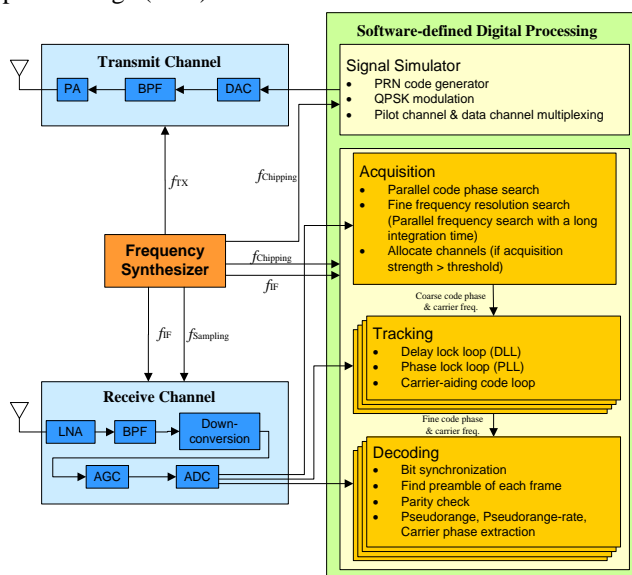 Software-defined Digital Processing
Transmit Channel
PA
BPF
DAC
Signal Simulator
• PRN code generator
• QPSK modulation
• Pilot channel & data channel multiplexing
fTX
fChipping
Acquisition
• Parallel code phase search
• Fine frequency resolution search
(Parallel frequency search with a long
integration time)
• Allocate channels (if acquisition
strength > threshold)
Frequency
Synthesizer
fChipping
fIF
Coarse code phase
& carrier freq.
fIF
fSampling
Tracking
• Delay lock loop (DLL)
• Phase lock loop (PLL)
• Carrier-aiding code loop
Receive Channel
LNA
BPF
Down-
conversion
AGC
ADC
Fine code phase
& carrier freq.
Decoding
• Bit synchronization
• Find preamble of each frame
• Parity check
• Pseudorange, Pseudorange-rate,
Carrier phase extraction